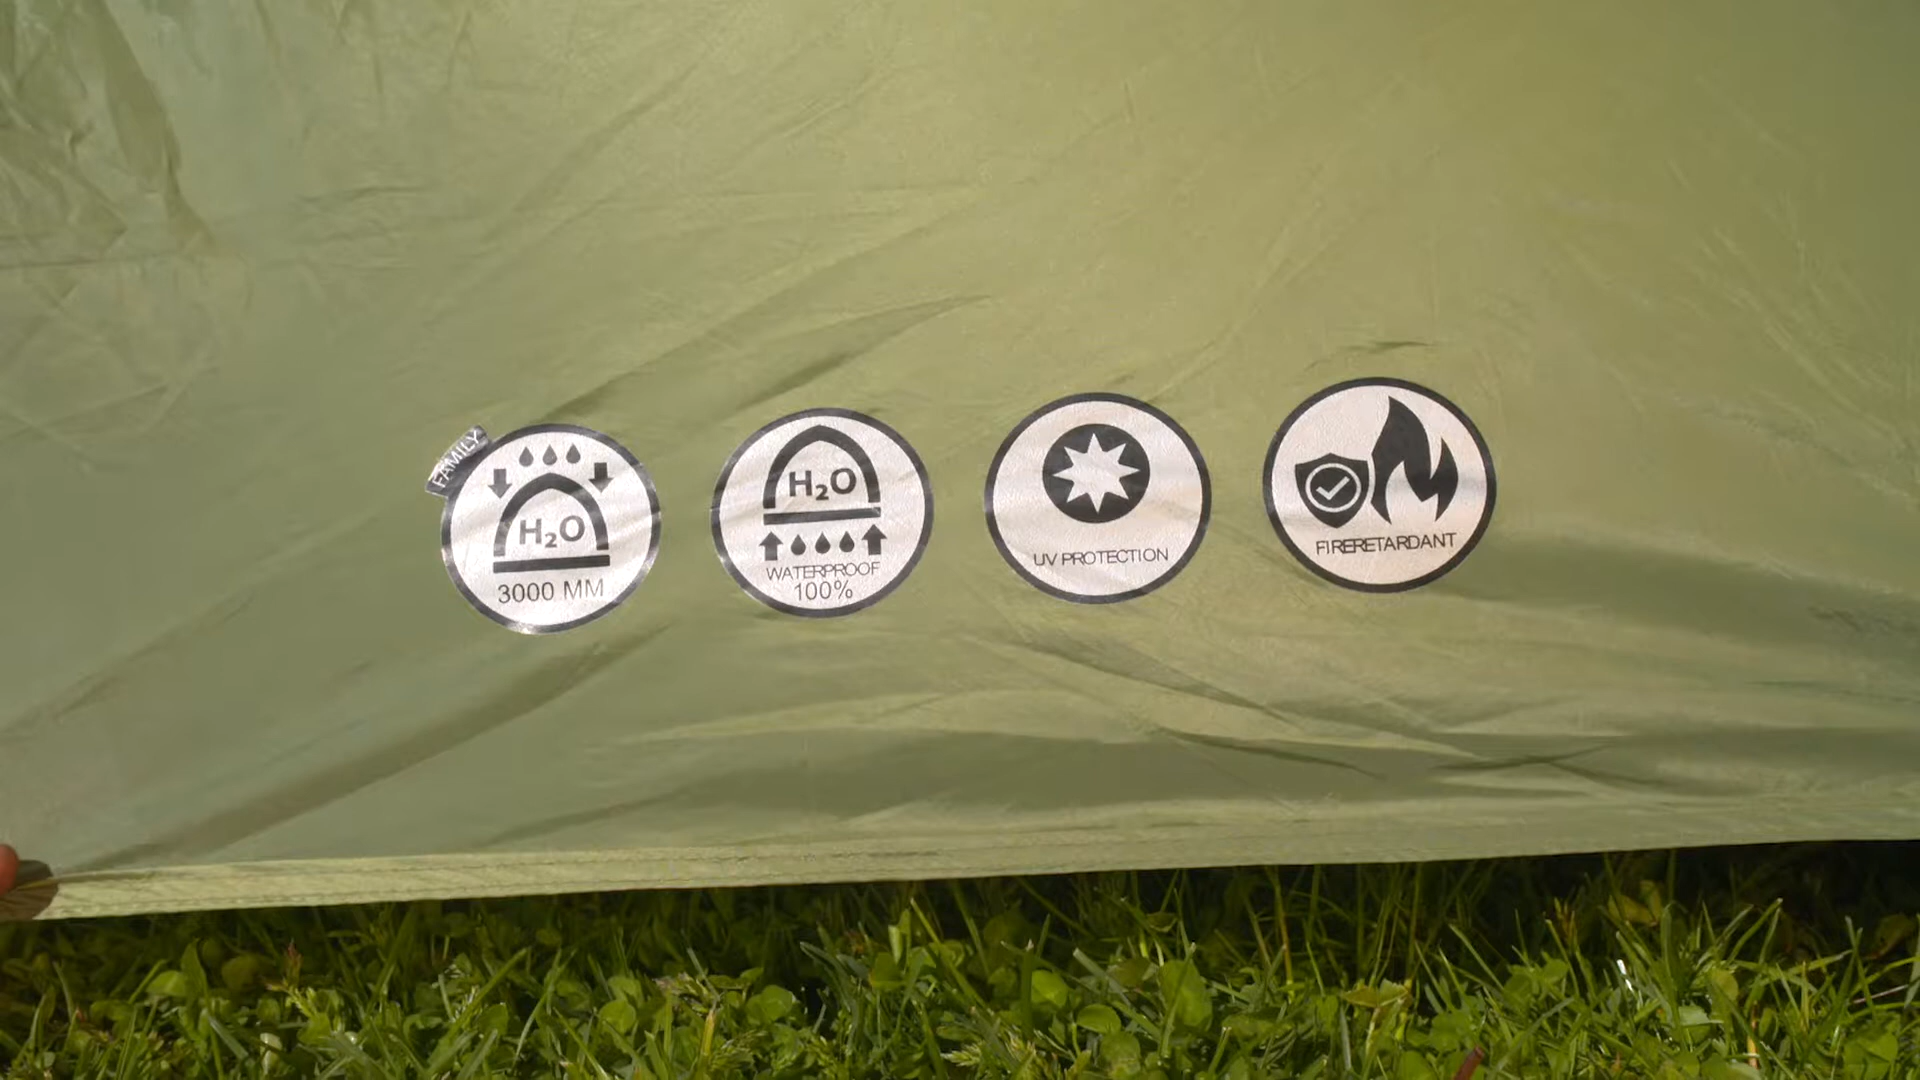 FAMILY
H₂O
3000 MM
H₂O
WATERPROOF
100%
UV PROTECTION
FIRERETARDANT